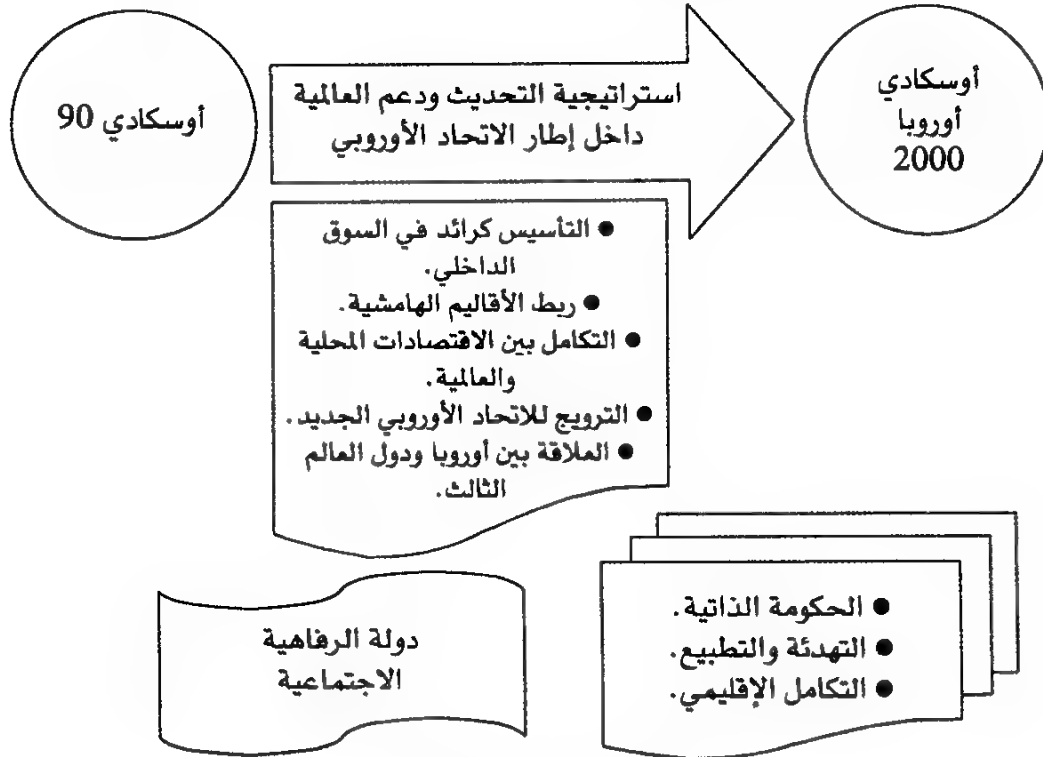 أوسكادي 90
استراتيجية التحديث ودعم العالمية
داخل إطار الاتحاد الأوروبي
أوسكادي
أوروبا
2000
● التأسيس كرائد في السوق
الداخلي.
● ربط الأقاليم الهامشية.
● التكامل بين الاقتصادات المحلية
والعالمية.
● الترويج للاتحاد الأوروبي الجديد.
● العلاقة بين أوروبا ودول العالم
الثالث.
دولة الرفاهية
الاجتماعية
● الحكومة الذاتية.
● التهدئة والتطبيع.
● التكامل الإقليمي.